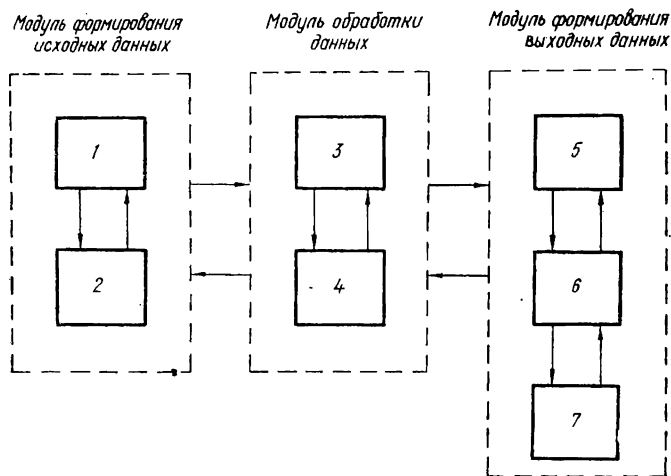 Модуль формирования
исходных данных
Модуль обработки
данных
Модуль формирования
выходных данных
1
3
5
2
4
6
7